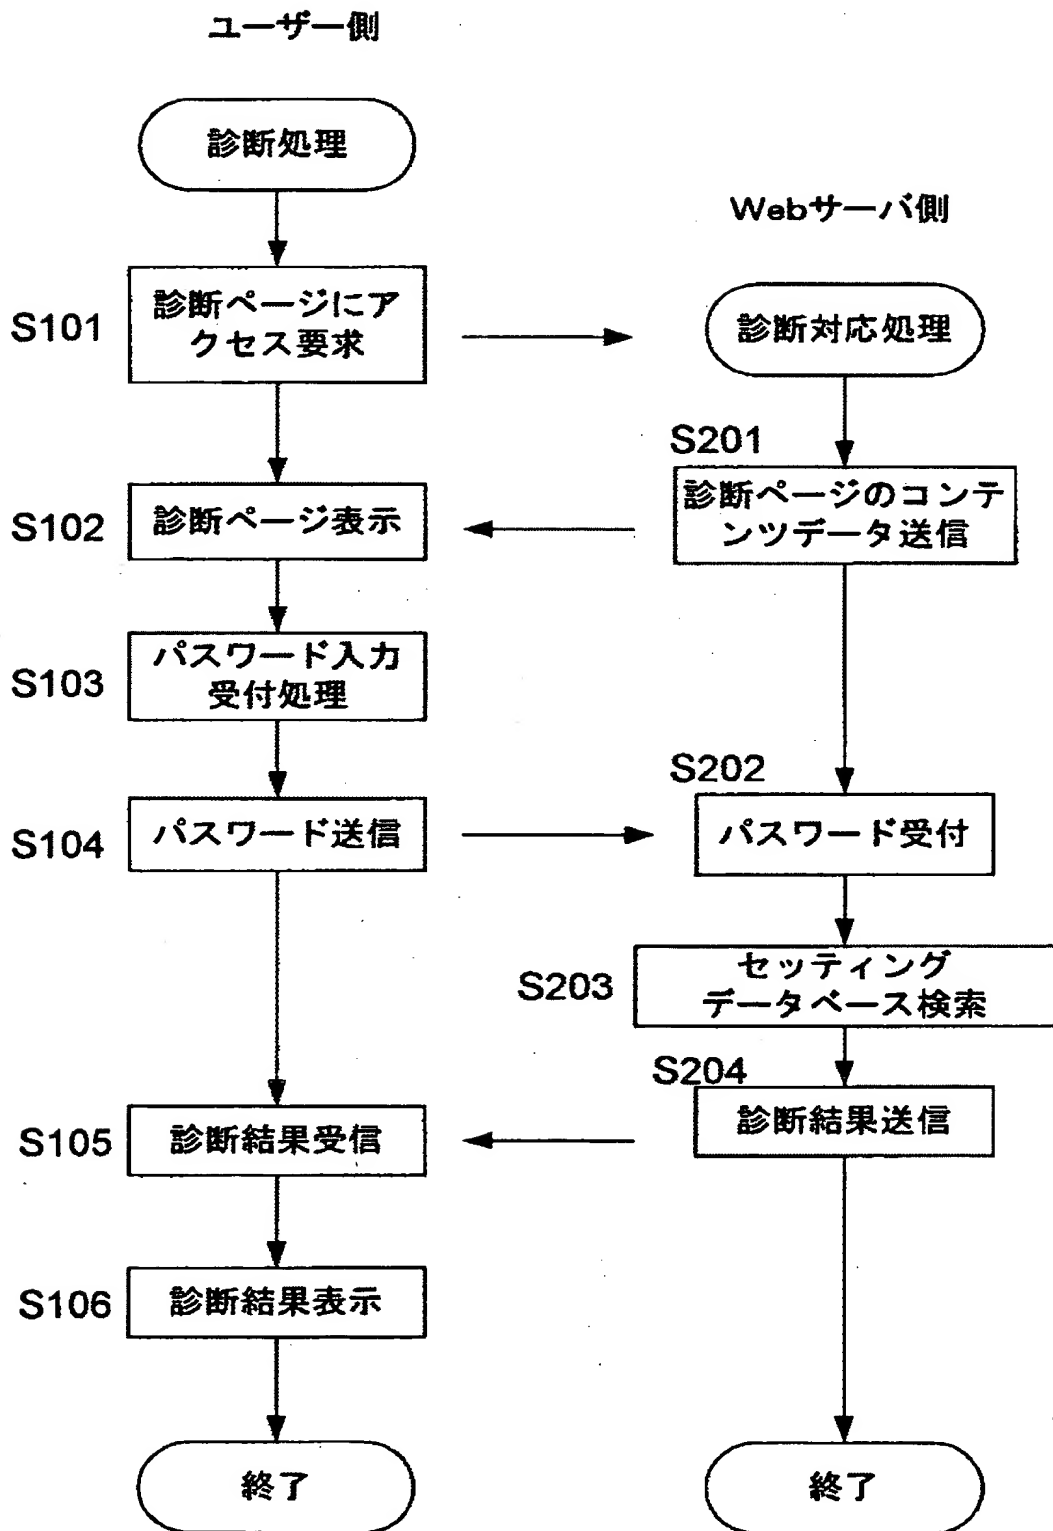 ユーザー側
診断処理
Webサーバ側
S101
診断ページにア
クセス要求
診断対応処理
S201
S102
診断ページ表示
診断ページのコンテ
ンツデータ送信
S103
パスワード入力
受付処理
S202
S104
パスワード送信
パスワード受付
S203
セッティング
データベース検索
S204
S105
診断結果受信
診断結果送信
S106
診断結果表示
終了
終了